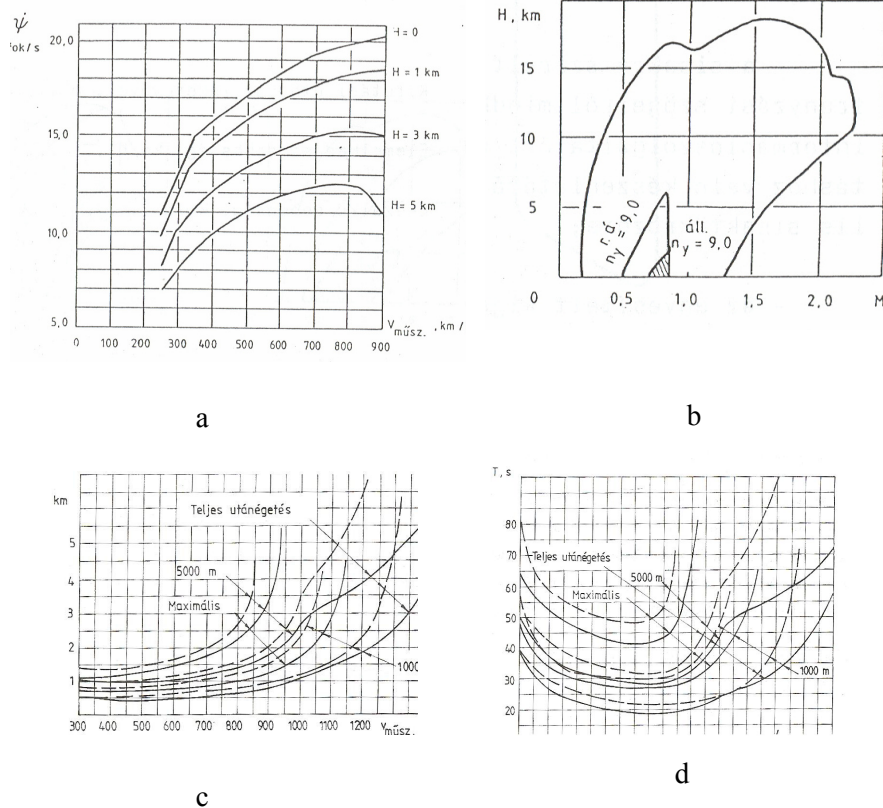 ψ̇
fok/s
20,0
15,0
10,0
5,0
H = 0
H = 1 km
H = 3 km
H = 5 km
0 100 200 300 400 500 600 700 800 900
Vműsz. , km /
a
H, km
15
10
5
0 0,5 1,0 1,5 2,0 M
r. á.
ny = 9,0
áll.
ny = 9,0
b
km
5
4
3
2
1
Teljes utánégetés
5000 m
Maximális
1000
300 400 500 600 700 800 900 1000 1100 1200 Vműsz.
c
T, s
80
70
60
50
40
30
20
Teljes utánégetés
5000 m
Maximális
1000 m
d